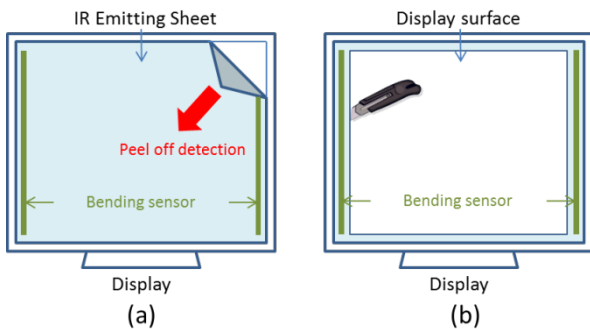 IR Emitting Sheet
Peel off detection
Bending sensor
Display
(a)
Display surface
Bending sensor
Display
(b)